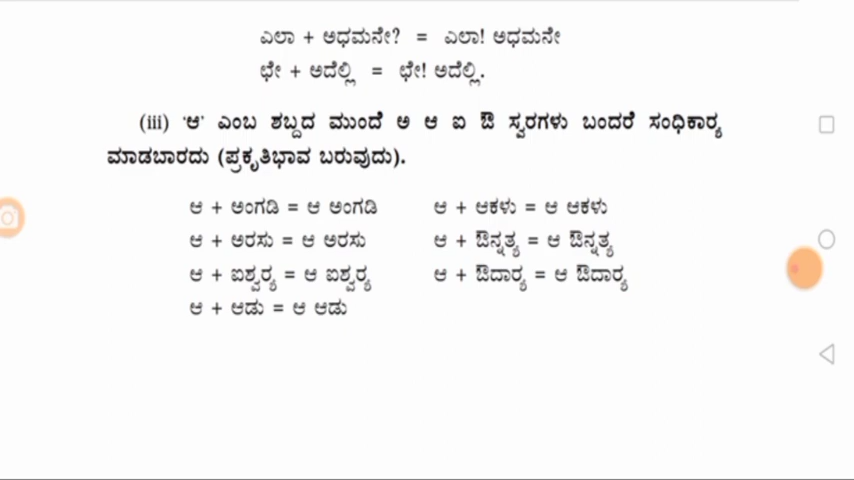 ಎಲಾ + ಅಧಮನೇ? = ಎಲಾ! ಅಧಮನೇ
ಛೇ + ಅದೆಲ್ಲಿ = ಛೇ! ಅದೆಲ್ಲಿ.
(iii) 'ಆ' ಎಂಬ ಶಬ್ದದ ಮುಂದೆ ಅ ಆ ಐ ಔ ಸ್ವರಗಳು ಬಂದರೆ ಸಂಧಿಕಾರ‍್ಯ
ಮಾಡಬಾರದು (ಪ್ರಕೃತಿಭಾವ ಬರುವುದು).
ಆ + ಅಂಗಡಿ = ಆ ಅಂಗಡಿ ಆ + ಆಕಳು = ಆ ಆಕಳು
ಆ + ಅರಸು = ಆ ಅರಸು ಆ + ಔನ್ನತ್ಯ = ಆ ಔನ್ನತ್ಯ
ಆ + ಐಶ್ವರ‍್ಯ = ಆ ಐಶ್ವರ‍್ಯ ಆ + ಔದಾರ‍್ಯ = ಆ ಔದಾರ‍್ಯ
ಆ + ಆಡು = ಆ ಆಡು